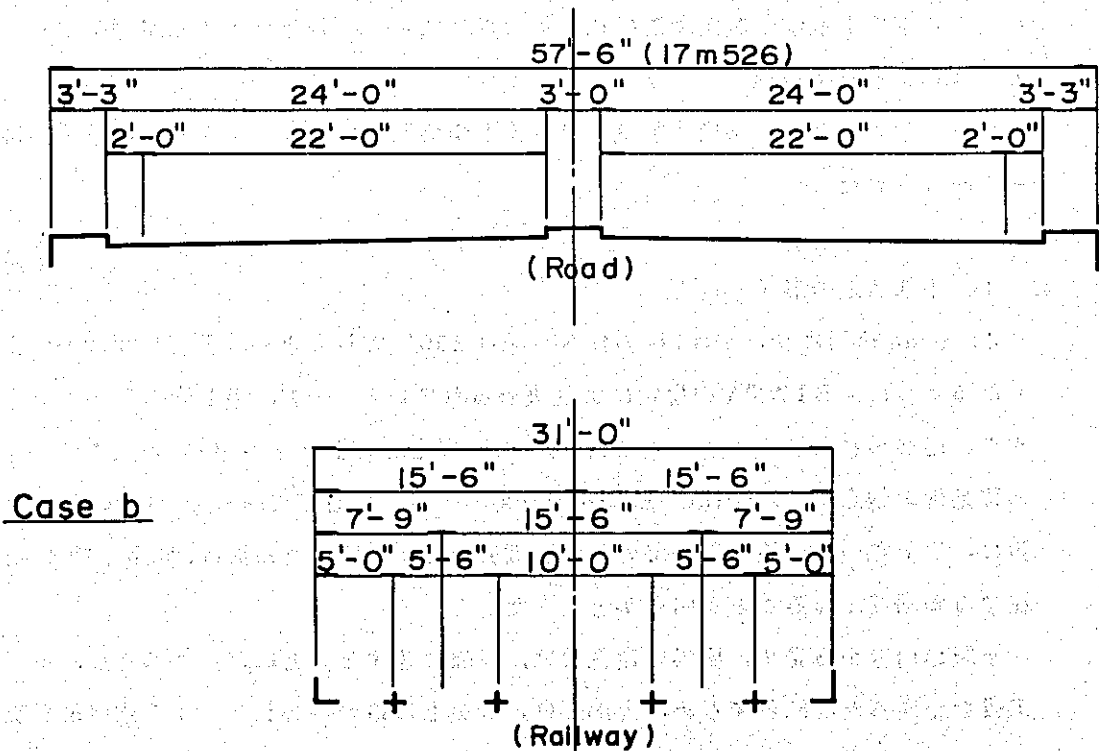 57'-6" (17m526)
3'-3" 24'-0" 3'-0" 24'-0" 3'-3"
2'-0" 22'-0" 22'-0" 2'-0"
(Road)
31'-0"
15'-6" 15'-6"
Case b
7'-9" 15'-6" 7'-9"
5'-0" 5'-6" 10'-0" 5'-6" 5'-0"
(Railway)